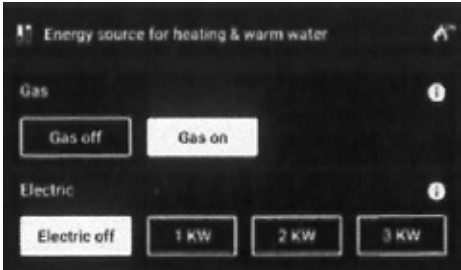 Energy source for heating & warm water
Gas
Gas off Gas on
Electric
Electric off 1 KW 2 KW 3 KW